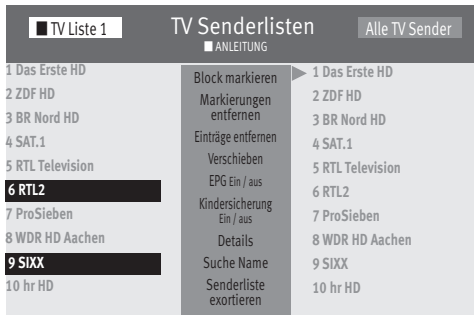 TV Liste 1
TV Senderlisten
ANLEITUNG
Alle TV Sender
1 Das Erste HD
2 ZDF HD
3 BR Nord HD
4 SAT.1
5 RTL Television
6 RTL2
7 ProSieben
8 WDR HD Aachen
9 SIXX
10 hr HD
Block markieren
Markierungen
entfernen
Einträge entfernen
Verschieben
EPG Ein / aus
Kindersicherung
Ein / aus
Details
Suche Name
Senderliste
exortieren
1 Das Erste HD
2 ZDF HD
3 BR Nord HD
4 SAT.1
5 RTL Television
6 RTL2
7 ProSieben
8 WDR HD Aachen
9 SIXX
10 hr HD